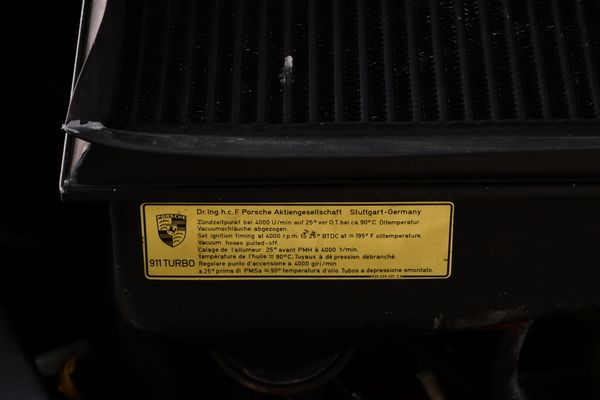 Dr.Ing.h.c.F. Porsche Aktiengesellschaft Stuttgart-Germany
Zündzeitpunkt bei 4000 U/min auf 25° vor O.T. bei ca. 90° C Öltemperatur.
Vacuumschläuche abgezogen.
Set ignition timing at 4000 r.p.m. to BTDC at ≈ 195° F oiltemperature.
Vacuum hoses pulled-off.
Calage de l'allumeur: 25° avant PMH à 4000 t/min.
température de l'huile ≈ 90°C. Tuyaux à dépression débranché.
Regolare punto d'accensione a 4000 giri/min.
a 25° prima di PMSa ≈ 90° temperatura d'olio. Tubos a depressione smontato.
PORSCHE
911 TURBO